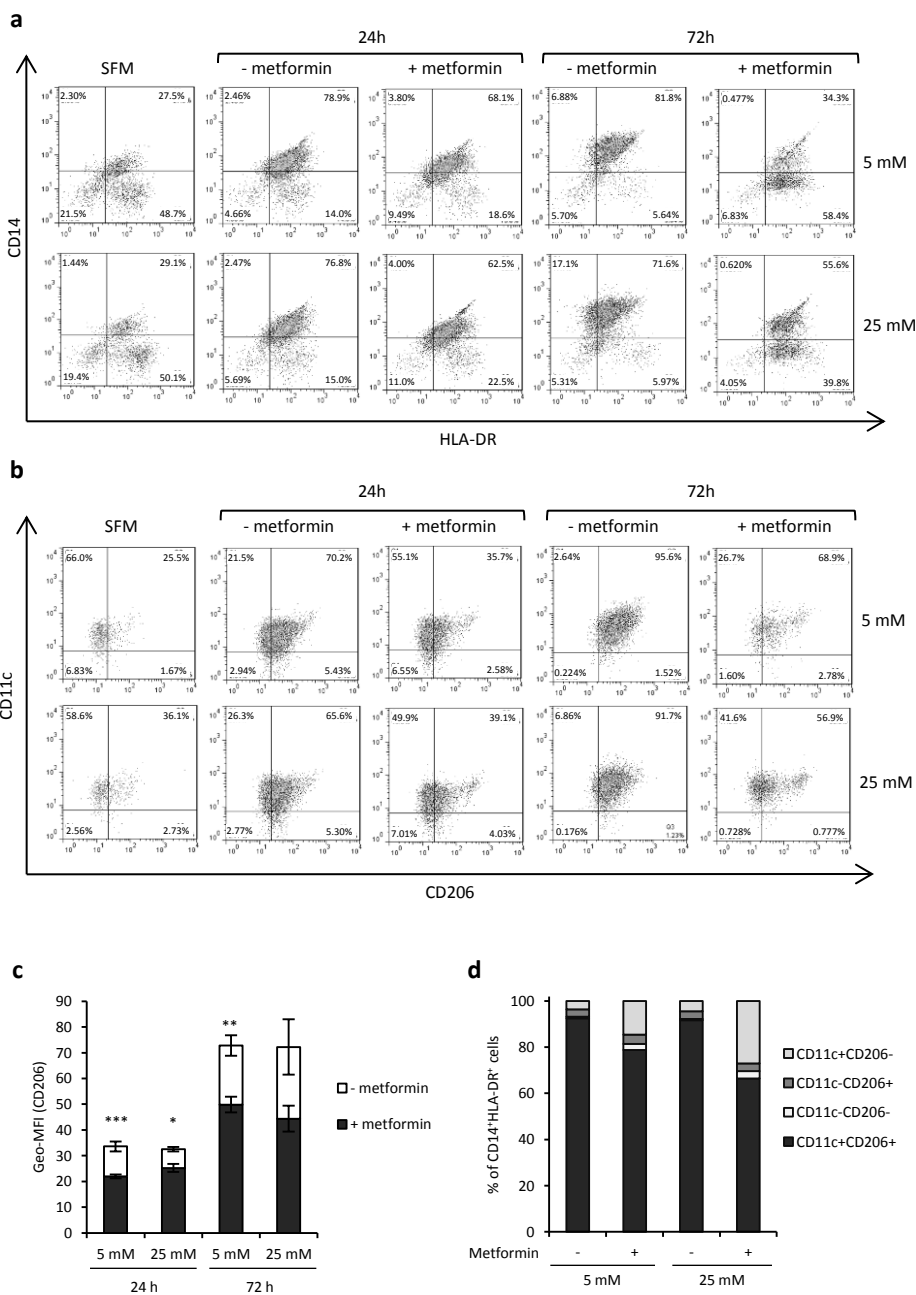 a
24h
72h
SFM
- metformin
+ metformin
- metformin
+ metformin
2.30% 27.5%
21.5% 48.7%
2.46% 78.9%
4.66% 14.0%
3.80% 68.1%
9.49% 18.6%
6.88% 81.8%
5.70% 5.64%
0.477% 34.3%
6.83% 58.4%
5 mM
1.44% 29.1%
19.4% 50.1%
2.47% 76.8%
5.69% 15.0%
4.00% 62.5%
11.0% 22.5%
17.1% 71.6%
5.31% 5.97%
0.620% 55.6%
4.05% 39.8%
25 mM
CD14
HLA-DR
b
24h
72h
SFM
- metformin
+ metformin
- metformin
+ metformin
66.0% 25.5%
6.83% 1.67%
21.5% 70.2%
2.94% 5.43%
55.1% 35.7%
6.55% 2.58%
2.64% 95.6%
0.224% 1.52%
26.7% 68.9%
1.60% 2.78%
5 mM
58.6% 36.1%
2.56% 2.73%
26.3% 65.6%
2.77% 5.30%
49.9% 39.1%
7.01% 4.03%
6.86% 91.7%
0.176% Q3 1.23%
41.6% 56.9%
0.728% 0.777%
25 mM
CD11c
CD206
c
Geo-MFI (CD206)
90
80
70
60
50
40
30
20
10
0
***
*
**
- metformin
+ metformin
5 mM 25 mM 5 mM 25 mM
24 h 72 h
d
% of CD14+HLA-DR+ cells
100
80
60
40
20
0
CD11c+CD206-
CD11c-CD206+
CD11c-CD206-
CD11c+CD206+
Metformin - + - +
5 mM 25 mM